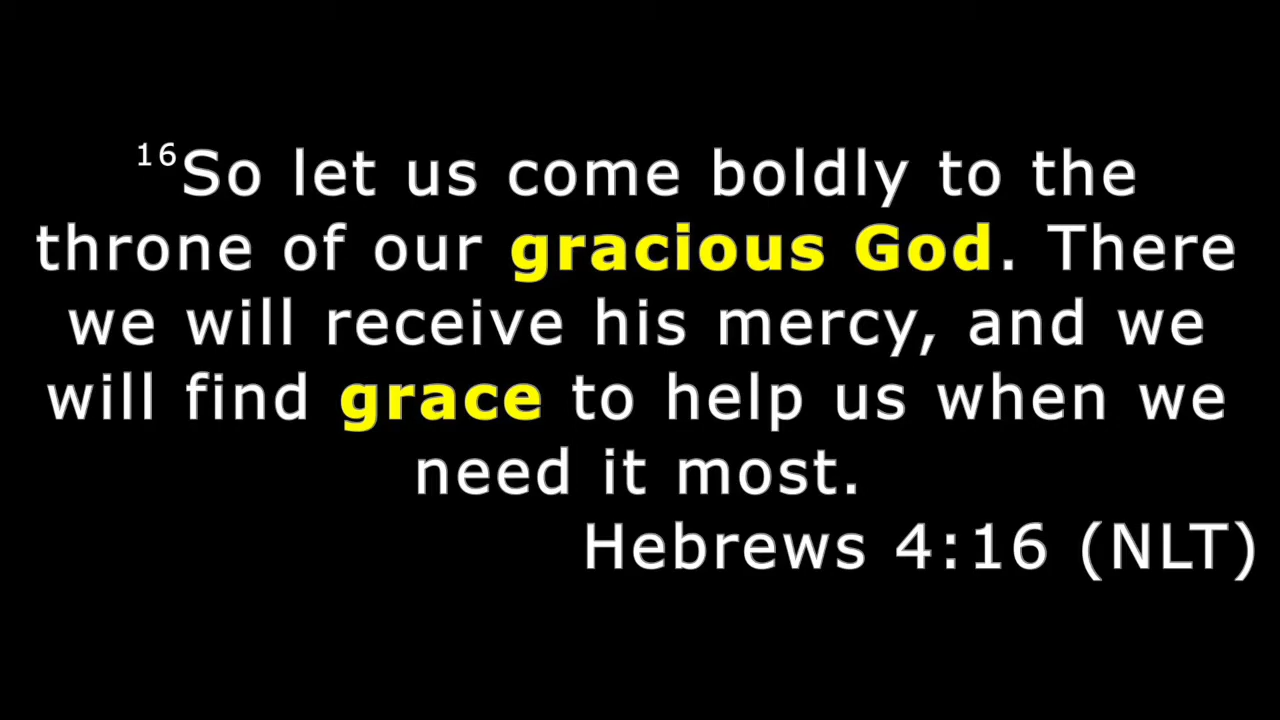 16So let us come boldly to the
throne of our gracious God. There
we will receive his mercy, and we
will find grace to help us when we
need it most.
Hebrews 4:16 (NLT)